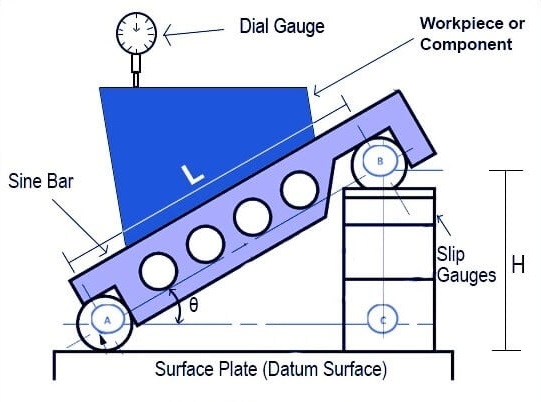 Dial Gauge
Workpiece or
Component
L
B
Sine Bar
Slip
Gauges
H
θ
A
C
Surface Plate (Datum Surface)